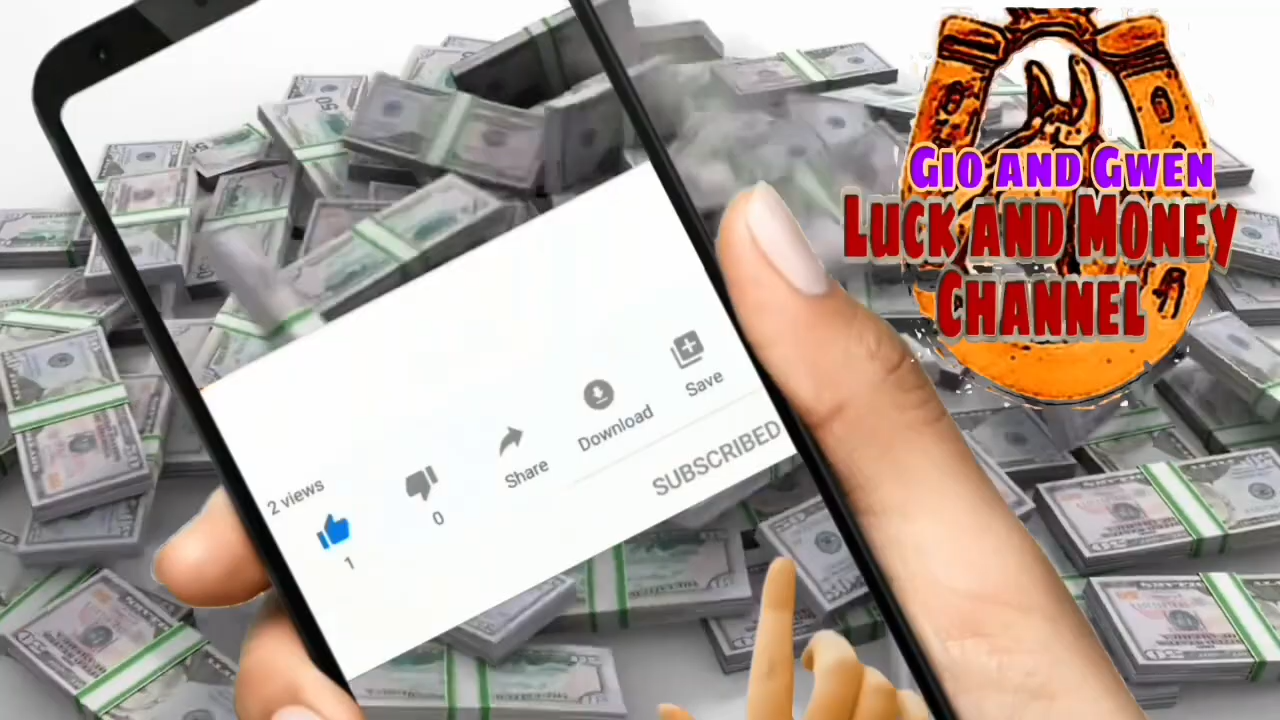 GIO AND GWEN
LUCK AND MONEY
CHANNEL
2 views
1
0
Share
Download
Save
SUBSCRIBED